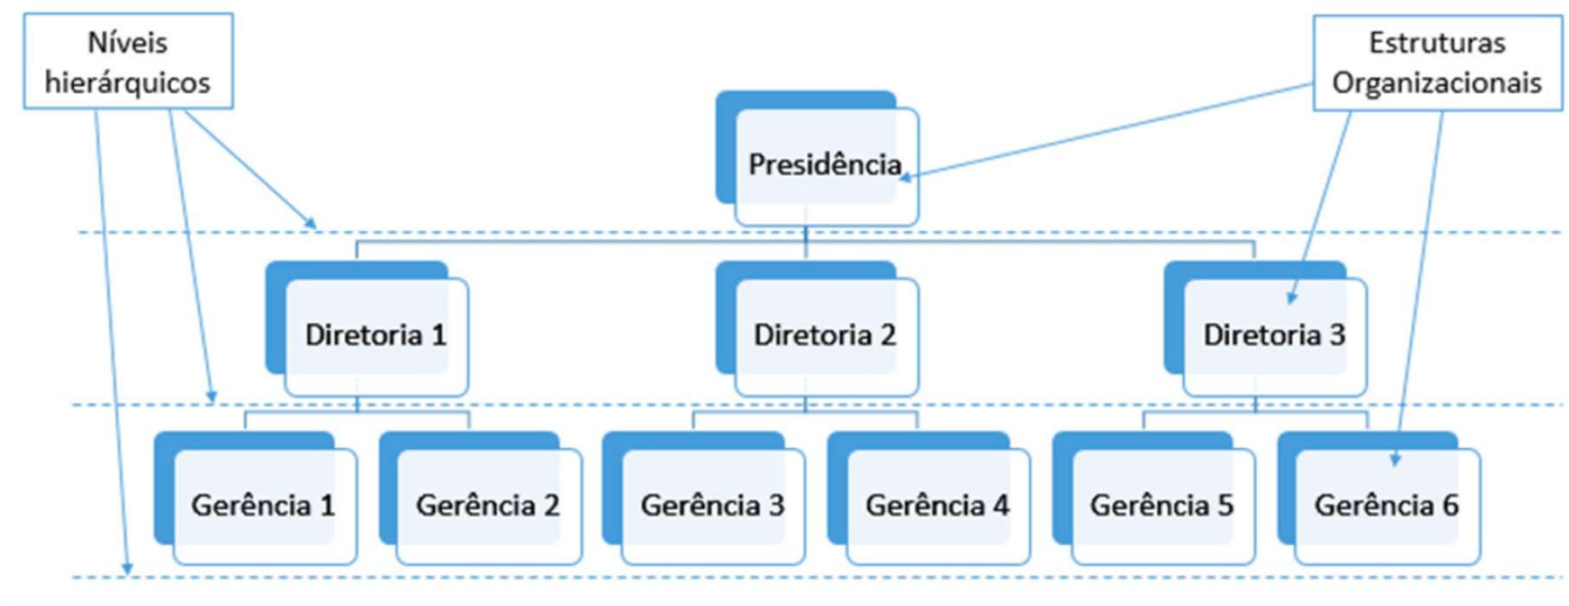 Níveis
hierárquicos
Estruturas
Organizacionais
Presidência
Diretoria 1
Diretoria 2
Diretoria 3
Gerência 1
Gerência 2
Gerência 3
Gerência 4
Gerência 5
Gerência 6